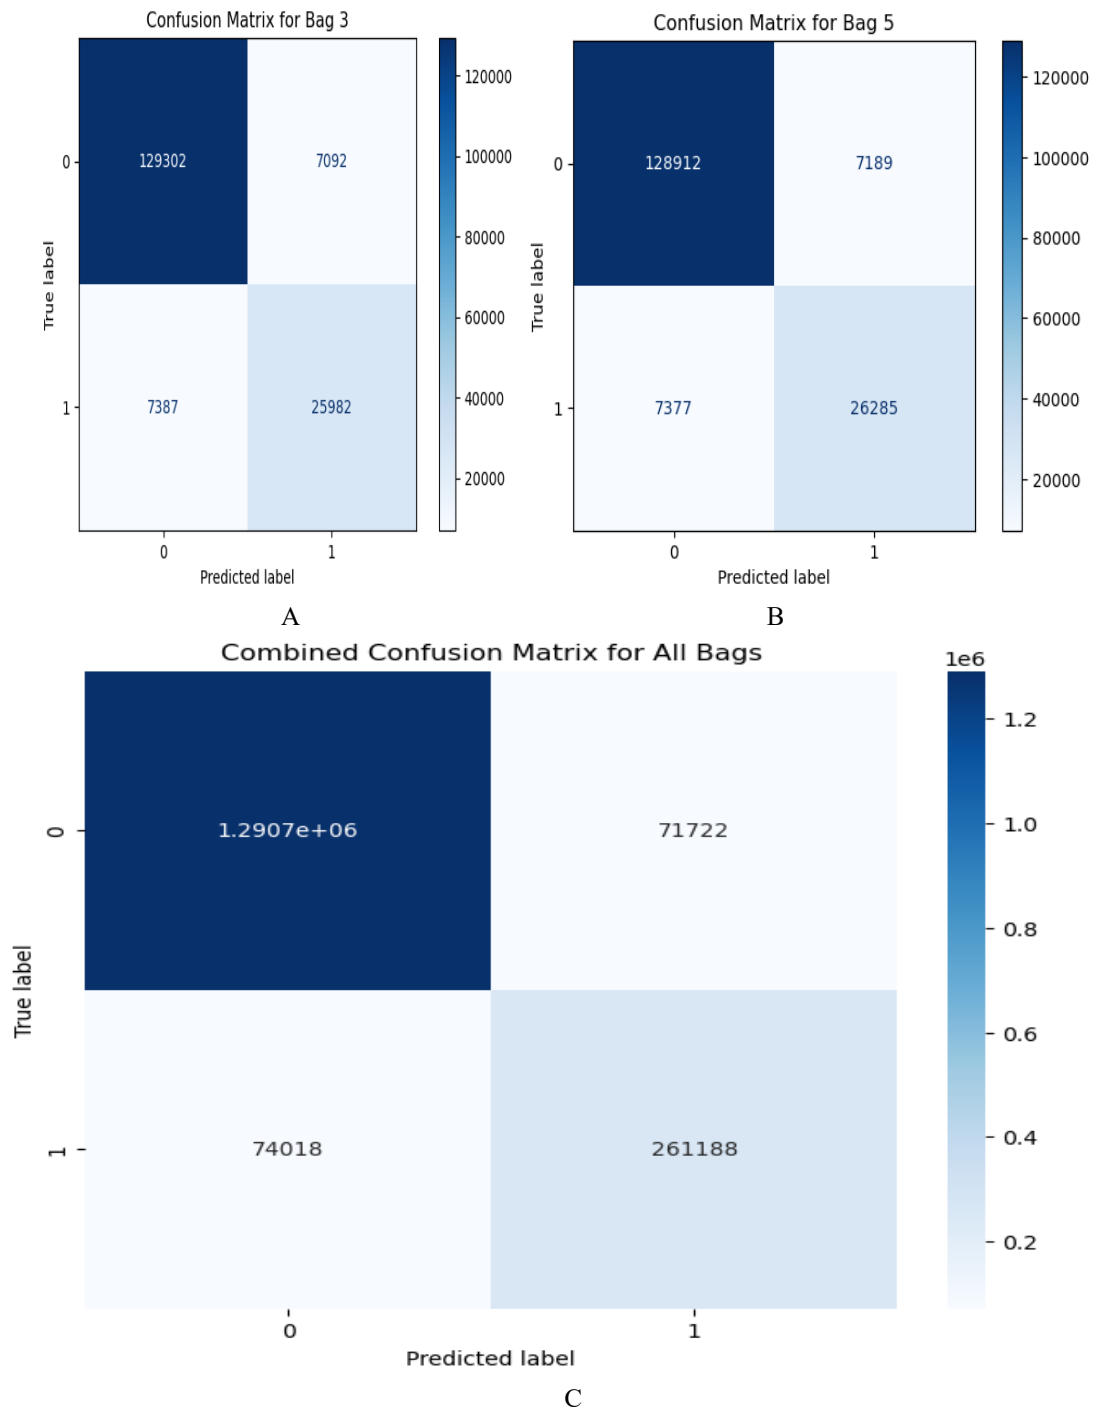 Confusion Matrix for Bag 3
0
129302
7092
1
7387
25982
True label
0
1
Predicted label
120000
100000
80000
60000
40000
20000
A
Confusion Matrix for Bag 5
0
128912
7189
1
7377
26285
True label
0
1
Predicted label
120000
100000
80000
60000
40000
20000
B
Combined Confusion Matrix for All Bags
0
1.2907e+06
71722
1
74018
261188
True label
0
1
Predicted label
1e6
1.2
1.0
0.8
0.6
0.4
0.2
C